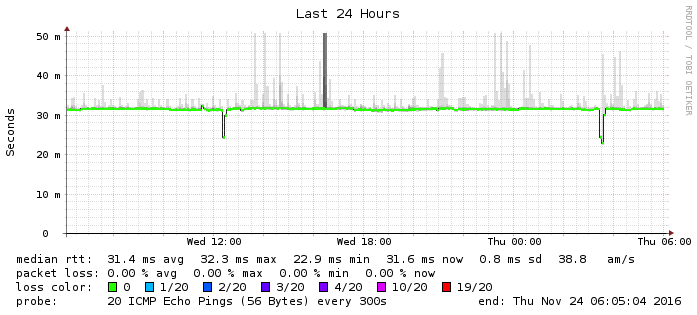 Last 24 Hours
RRDTOOL / TOBI OETIKER
Seconds
50 m
40 m
30 m
20 m
10 m
0
Wed 12:00 Wed 18:00 Thu 00:00 Thu 06:00
median rtt: 31.4 ms avg 32.3 ms max 22.9 ms min 31.6 ms now 0.8 ms sd 38.8 am/s
packet loss: 0.00 % avg 0.00 % max 0.00 % min 0.00 % now
loss color: 0 1/20 2/20 3/20 4/20 10/20 19/20
probe: 20 ICMP Echo Pings (56 Bytes) every 300s end: Thu Nov 24 06:05:04 2016